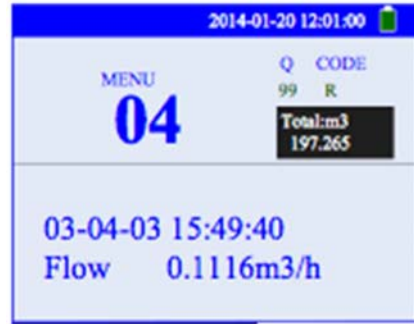 2014-01-20 12:01:00
MENU
04
Q CODE
99 R
Total:m3
197.265
03-04-03 15:49:40
Flow 0.1116m3/h